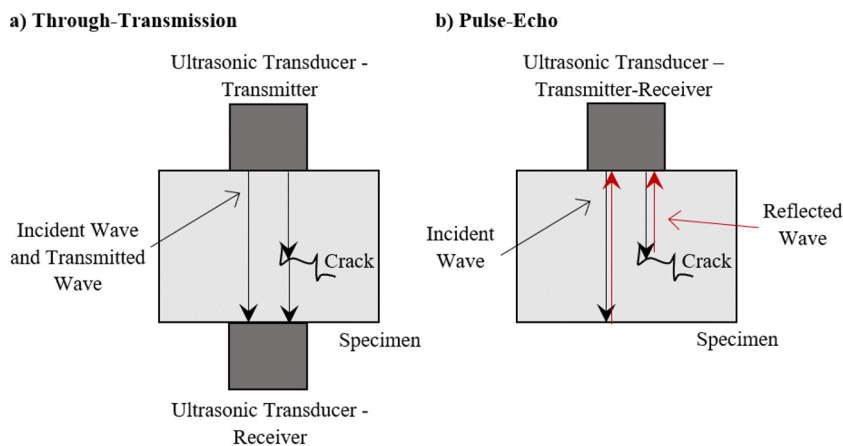 a) Through-Transmission
Ultrasonic Transducer -
Transmitter
Incident Wave
and Transmitted
Wave
Crack
Specimen
Ultrasonic Transducer -
Receiver
b) Pulse-Echo
Ultrasonic Transducer –
Transmitter-Receiver
Incident
Wave
Reflected
Wave
Crack
Specimen